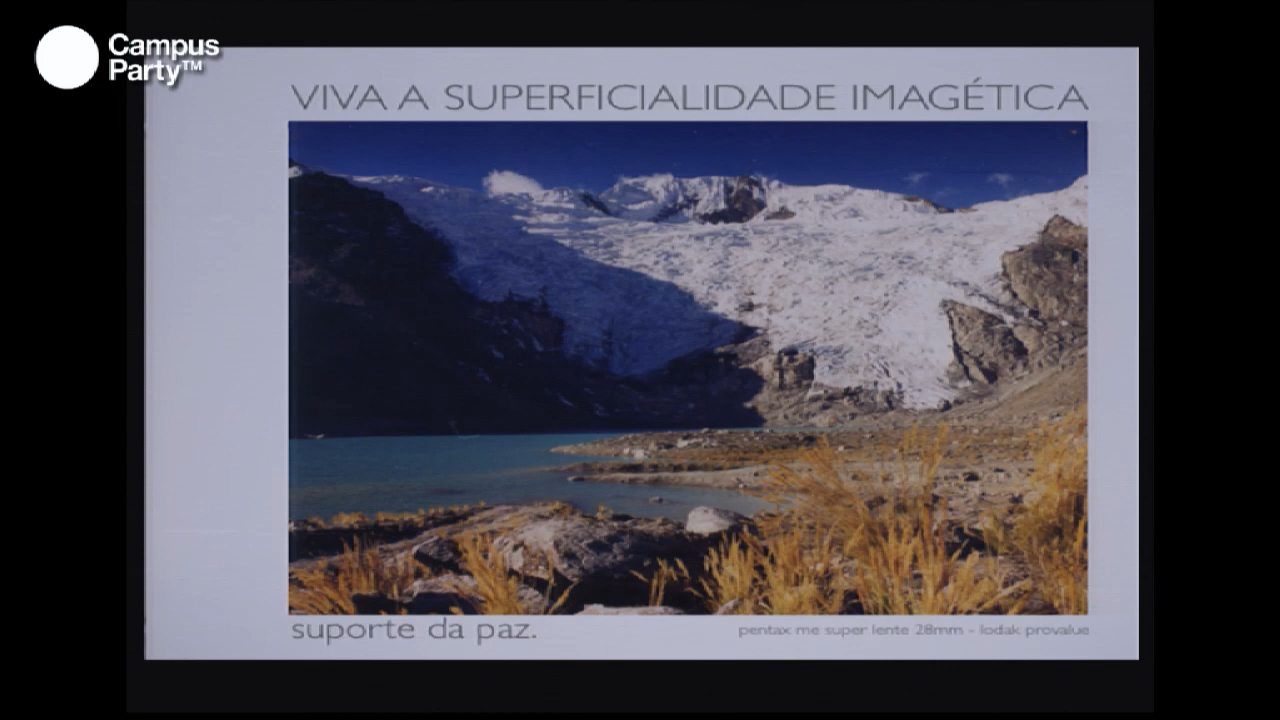 Campus
Party™
VIVA A SUPERFICIALIDADE IMAGÉTICA
suporte da paz.
pentax me super lente 28mm - lodak provalue